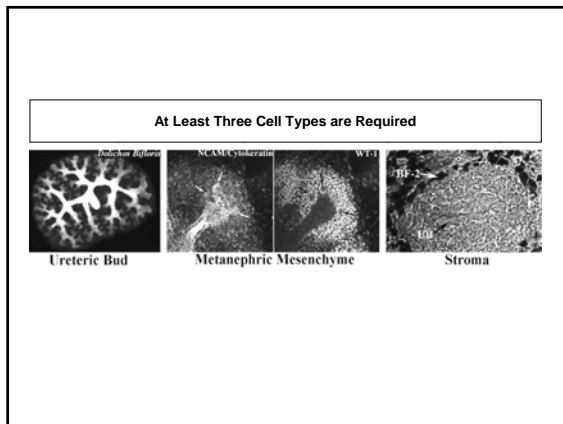 At Least Three Cell Types are Required
Dolichos Biflorus
NCAM/Cytokeratin
WT-1
BF-2
UB
Ureteric Bud
Metanephric Mesenchyme
Stroma